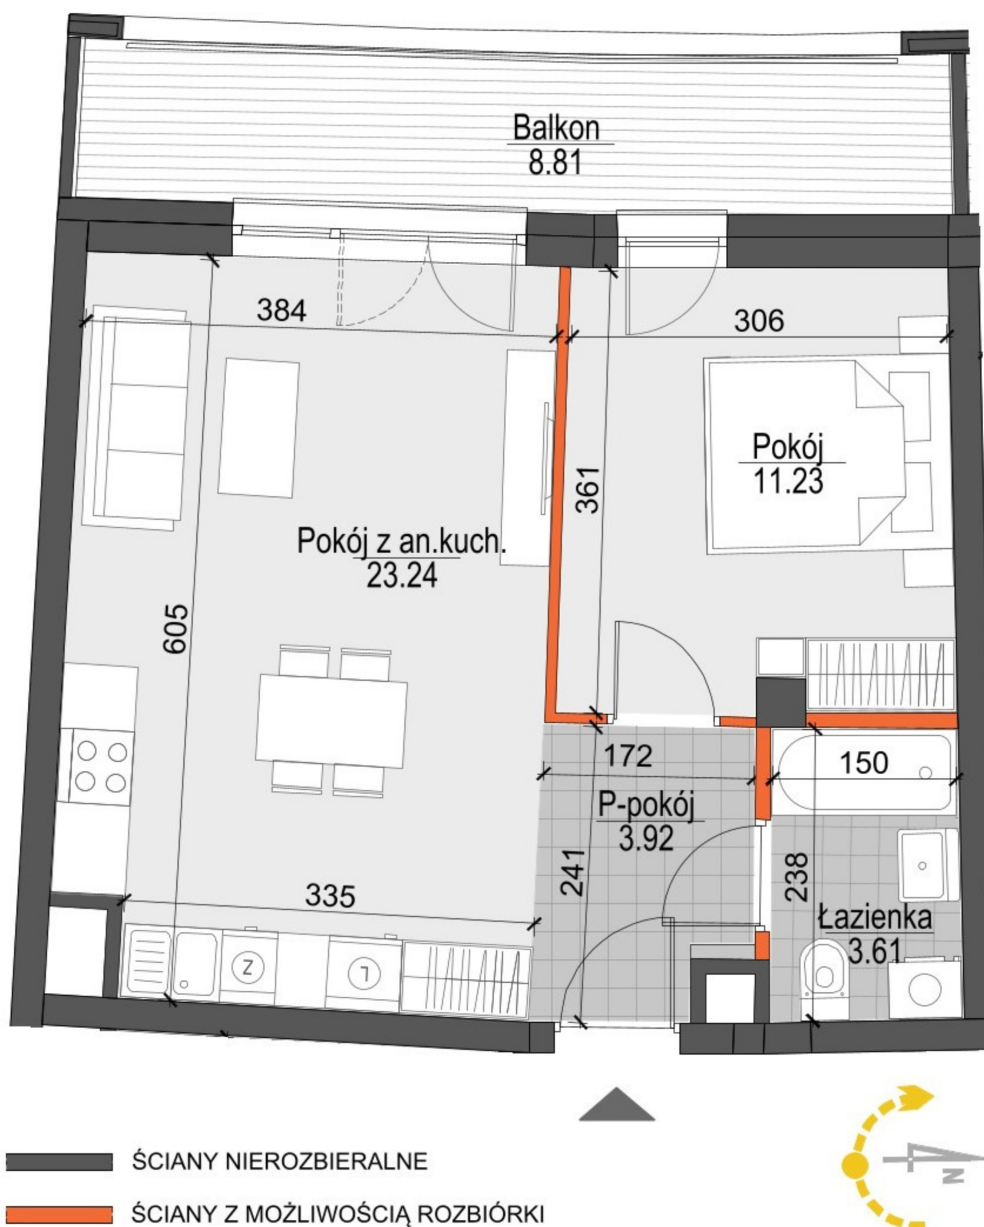 Balkon
8.81
384
306
Pokój
11.23
361
Pokój z an.kuch.
23.24
605
172
150
P-pokój
3.92
241
238
335
Łazienka
3.61
Z
L
ŚCIANY NIEROZBIERALNE
N
ŚCIANY Z MOŻLIWOŚCIĄ ROZBIÓRKI